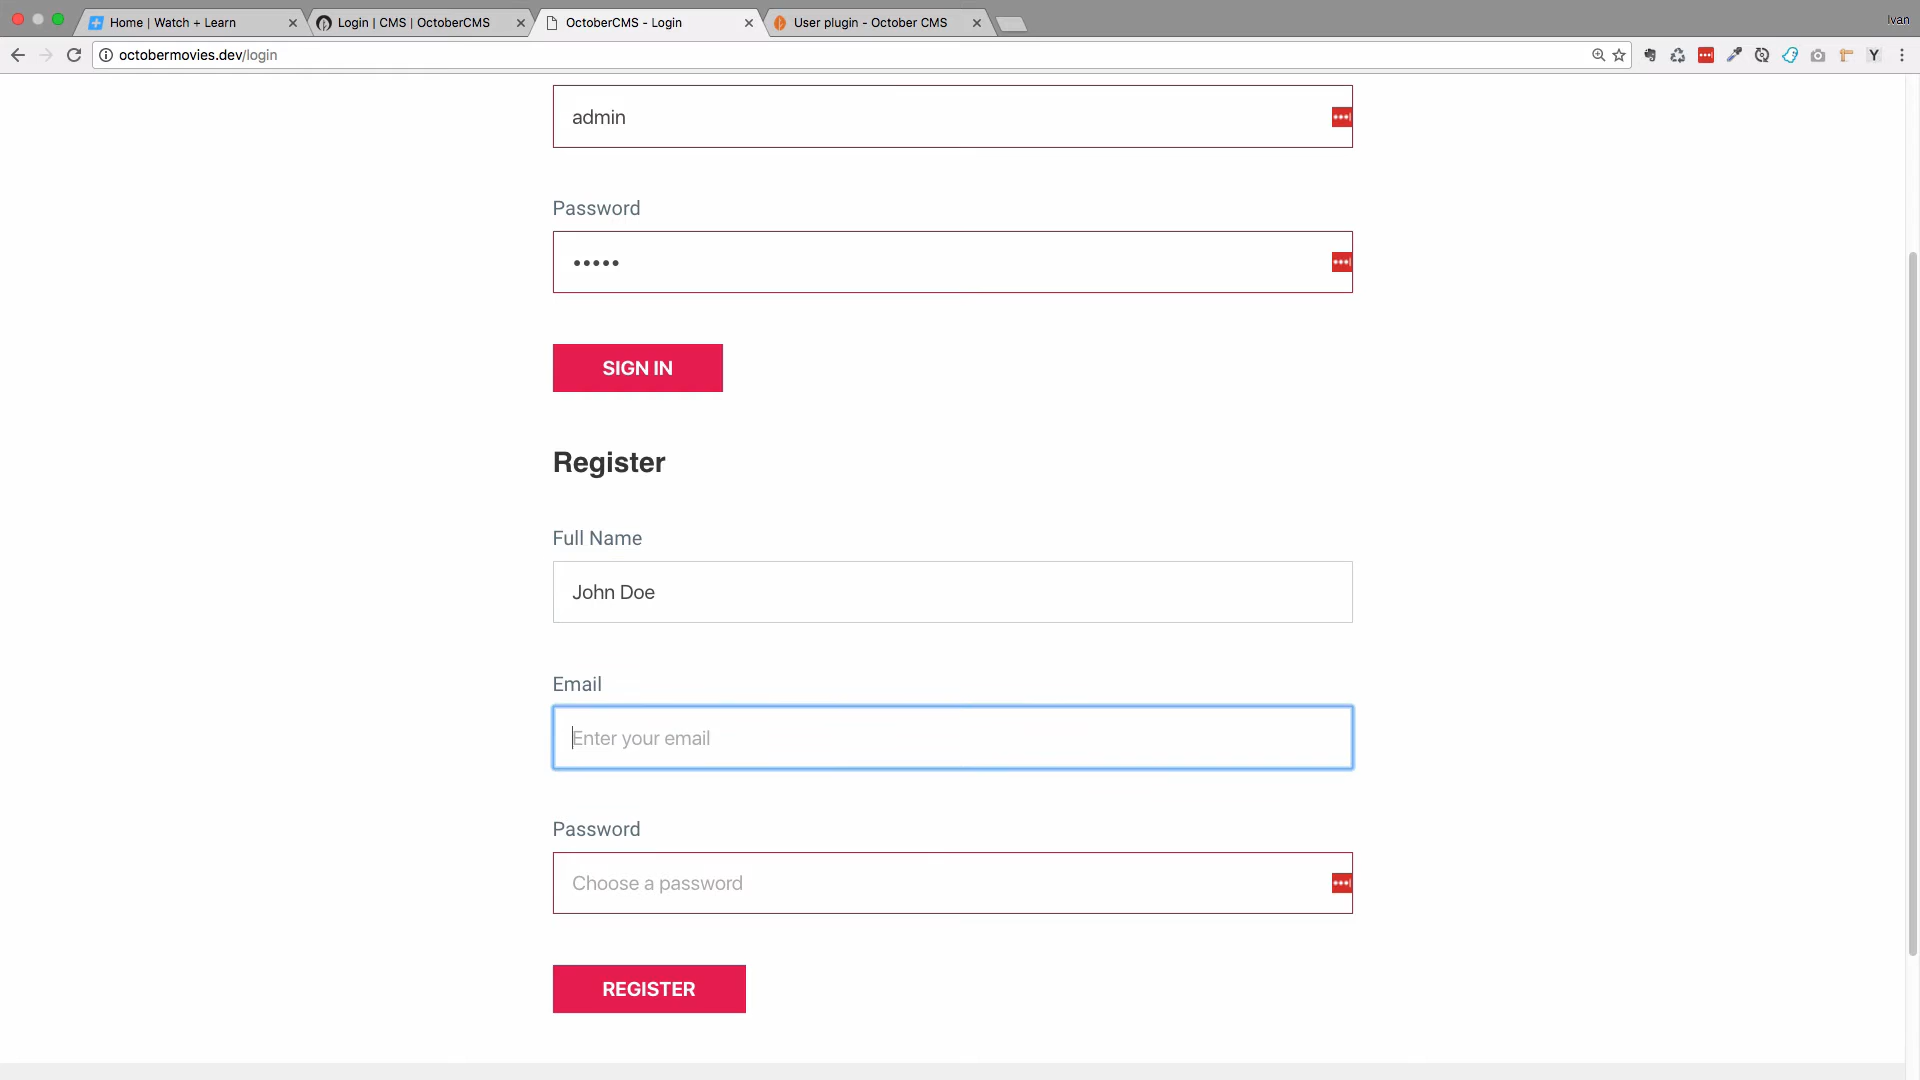 Home | Watch + Learn
Login | CMS | OctoberCMS
OctoberCMS - Login
User plugin - October CMS
Ivan
octobermovies.dev/login
Y
admin
Password
•••••
SIGN IN
Register
Full Name
John Doe
Email
Enter your email
Password
Choose a password
REGISTER